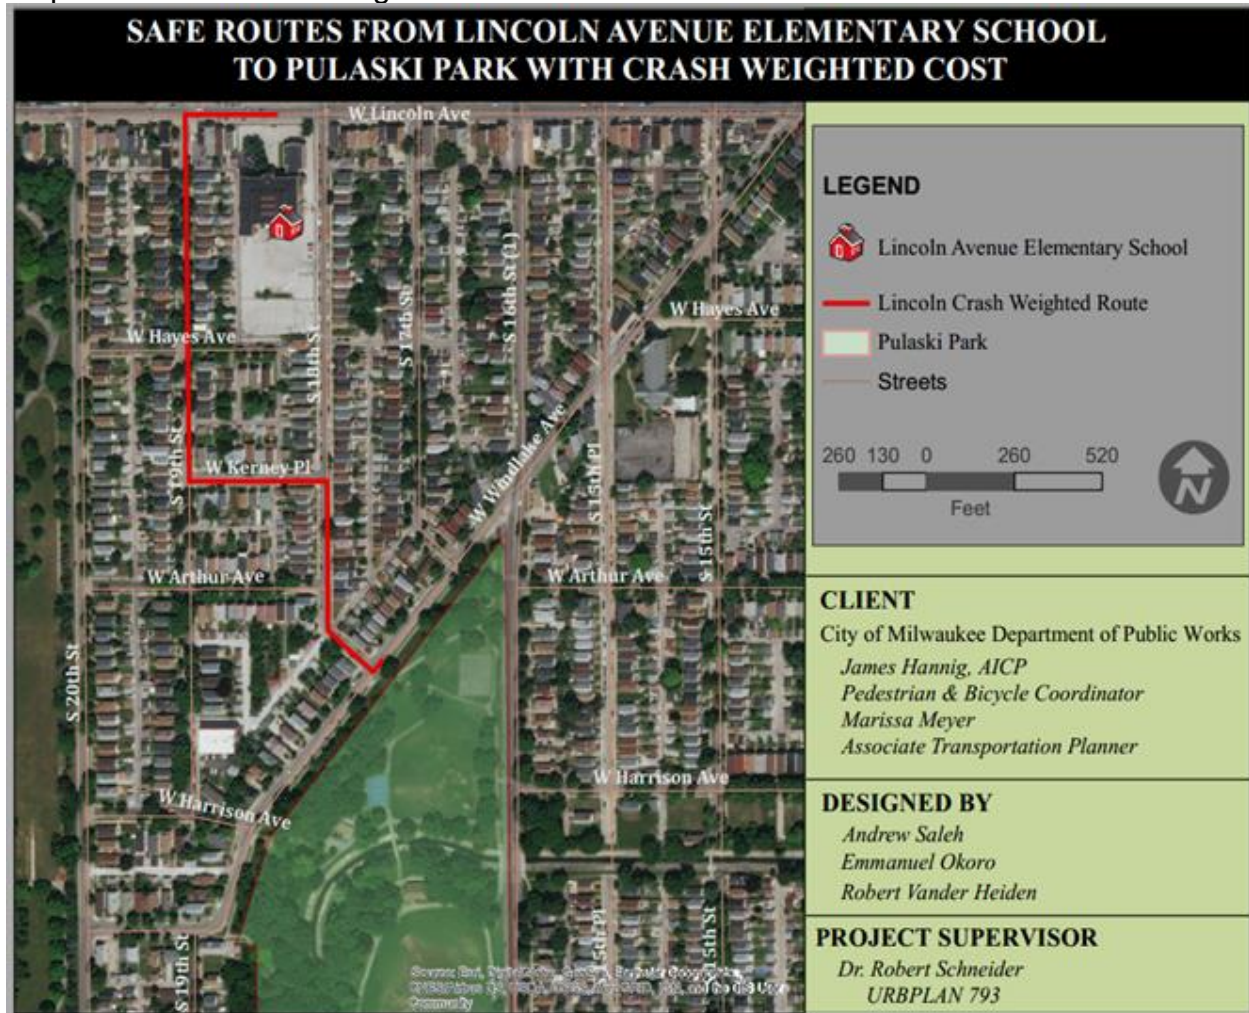 SAFE ROUTES FROM LINCOLN AVENUE ELEMENTARY SCHOOL
TO PULASKI PARK WITH CRASH WEIGHTED COST
W Lincoln Ave
W Hayes Ave
W Hayes Ave
S 16th St (1)
S 17th St
S 18th St
W Windlake Ave
S 19th St
W Kerney Pl
S 15th Pl
S 15th St
W Arthur Ave
W Arthur Ave
S 20th St
W Harrison Ave
W Harrison Ave
S 19th St
5th Pl
15th St
Community
LEGEND
Lincoln Avenue Elementary School
Lincoln Crash Weighted Route
Pulaski Park
Streets
260 130 0 260 520
Feet
N
CLIENT
City of Milwaukee Department of Public Works
James Hannig, AICP
Pedestrian & Bicycle Coordinator
Marissa Meyer
Associate Transportation Planner
DESIGNED BY
Andrew Saleh
Emmanuel Okoro
Robert Vander Heiden
PROJECT SUPERVISOR
Dr. Robert Schneider
URBPLAN 793